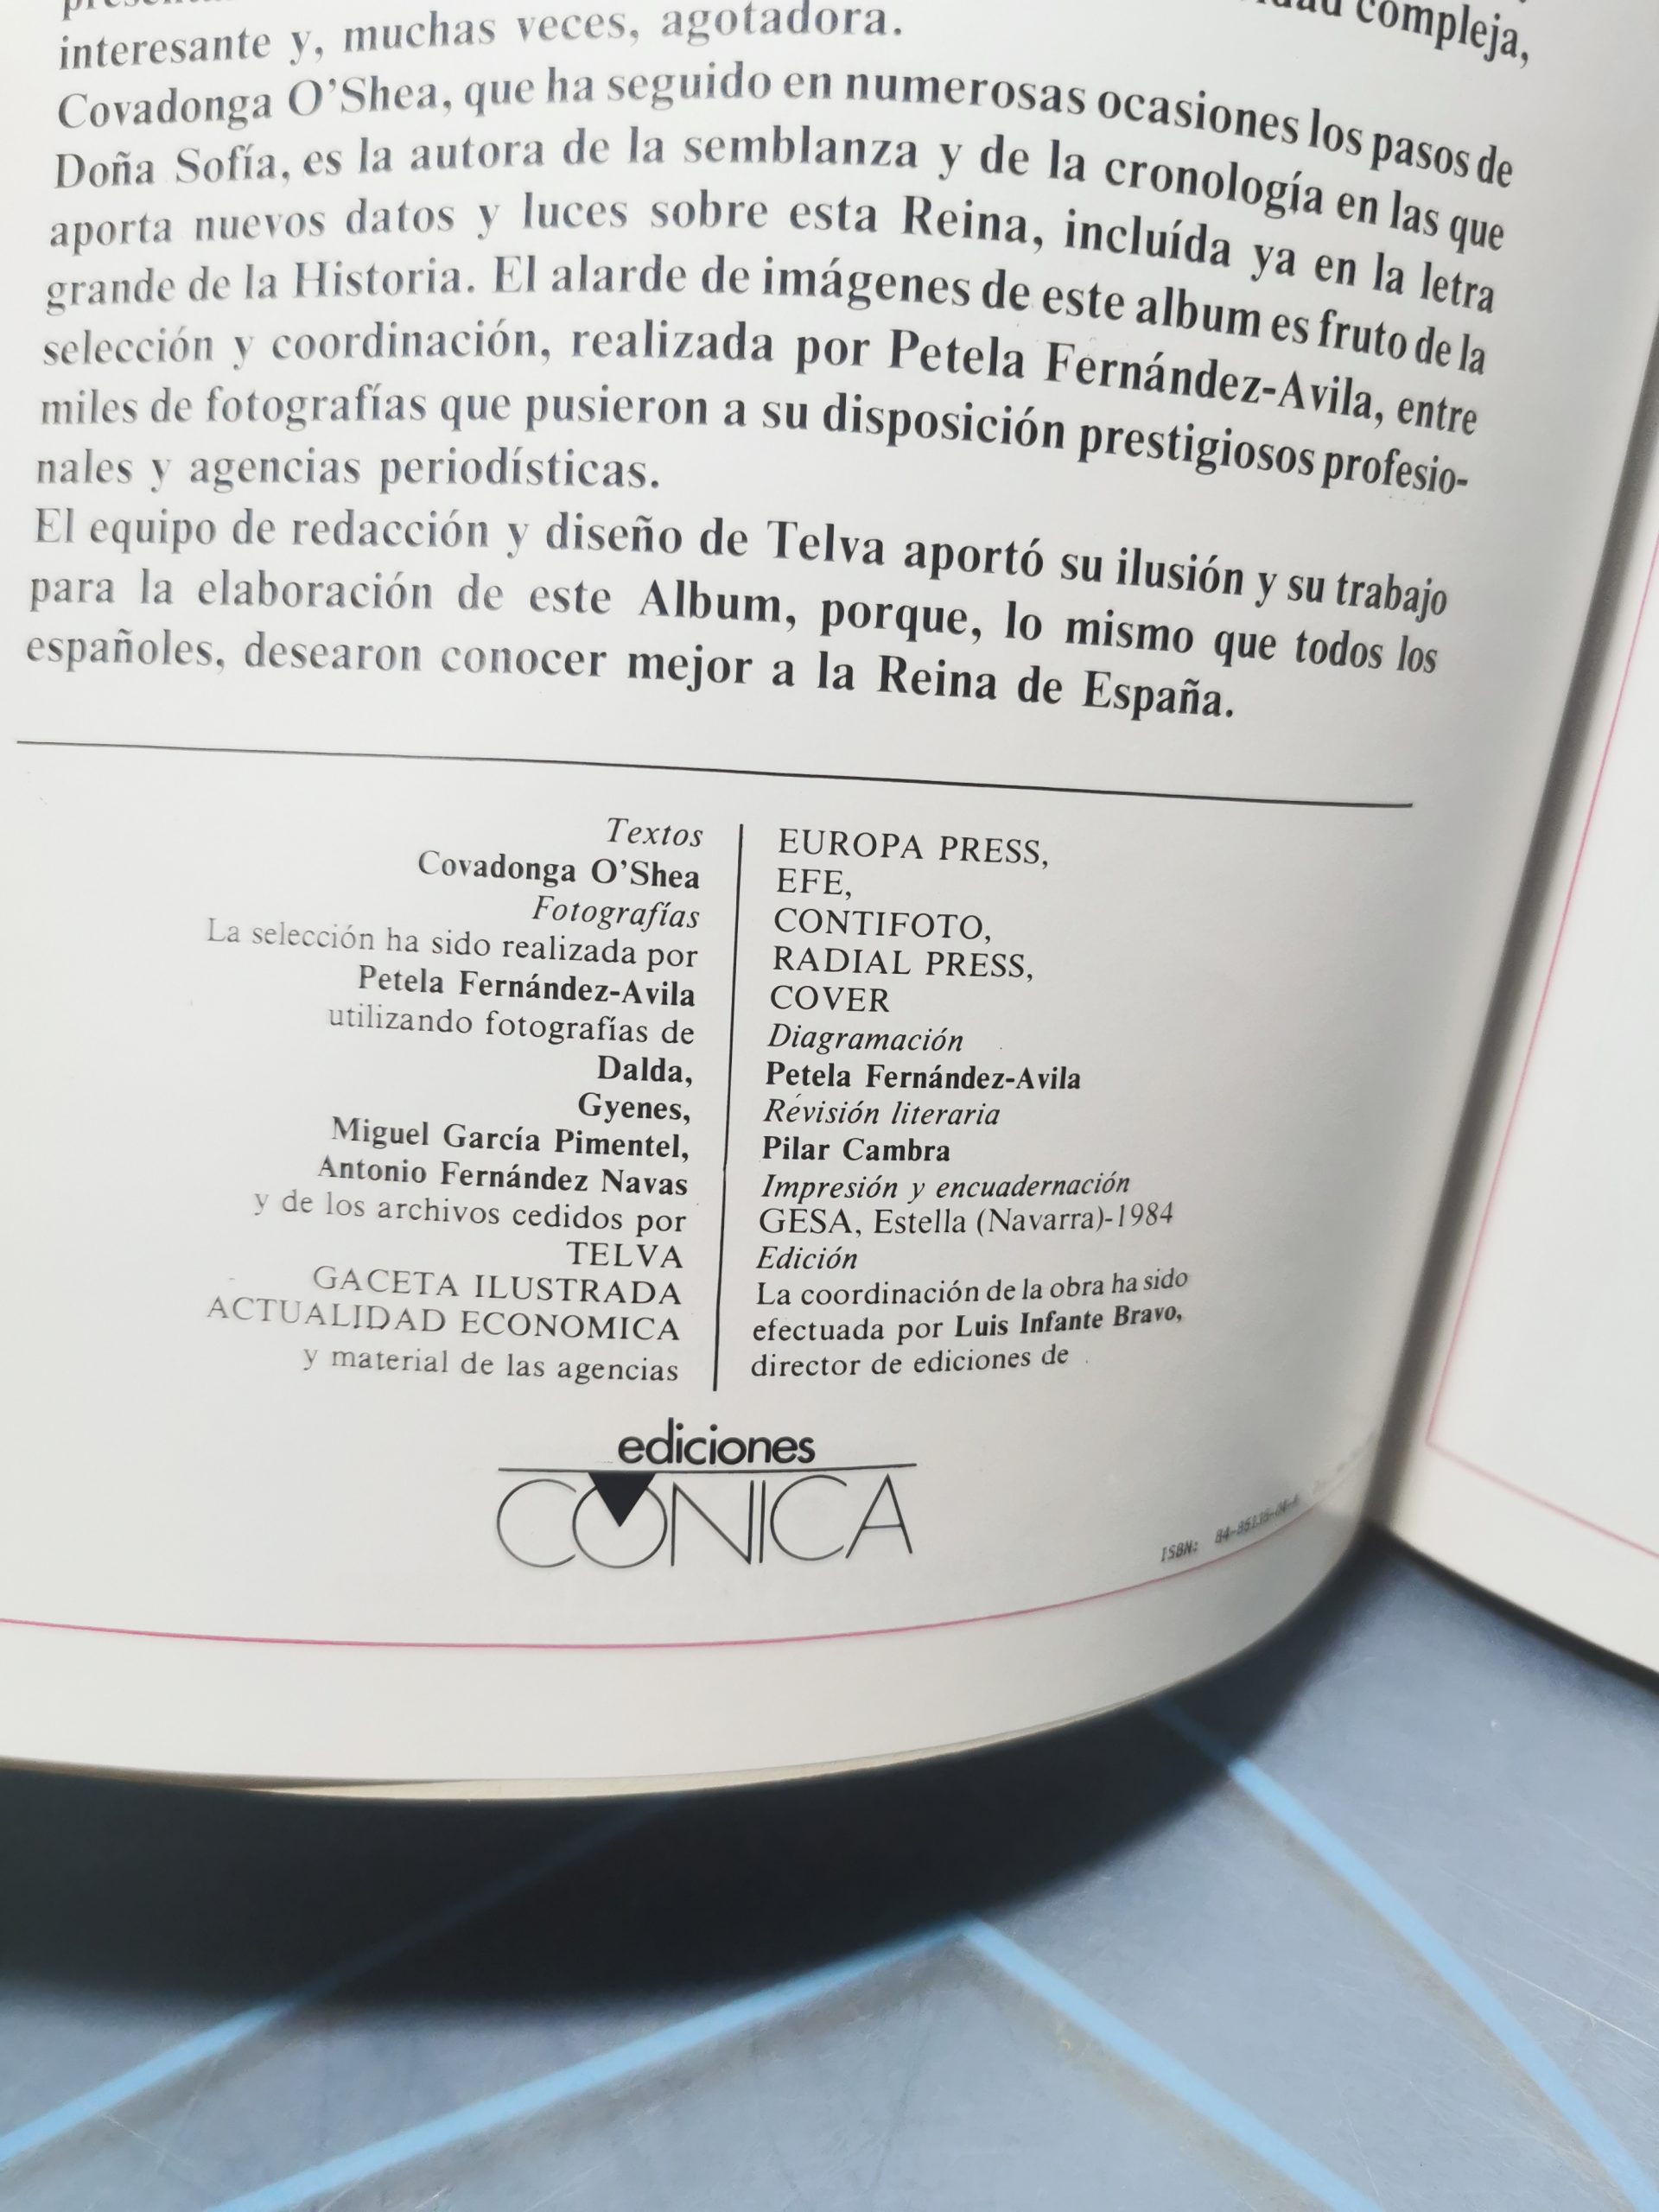 interesante y, muchas veces, agotadora.
compleja,
Covadonga O'Shea, que ha seguido en numerosas ocasiones los pasos de
Doña Sofía, es la autora de la semblanza y de la cronología en las que
aporta nuevos datos y luces sobre esta Reina, incluída ya en la letra
grande de la Historia. El alarde de imágenes de este album es fruto de la
selección y coordinación, realizada por Petela Fernández-Avila, entre
miles de fotografías que pusieron a su disposición prestigiosos profesio-
nales y agencias periodísticas.
El equipo de redacción y diseño de Telva aportó su ilusión y su trabajo
para la elaboración de este Album, porque, lo mismo que todos los
españoles, desearon conocer mejor a la Reina de España.
Textos
Covadonga O'Shea
Fotografías
La selección ha sido realizada por
Petela Fernández-Avila
utilizando fotografías de
Dalda,
Gyenes,
Miguel García Pimentel,
Antonio Fernández Navas
y de los archivos cedidos por
TELVA
GACETA ILUSTRADA
ACTUALIDAD ECONOMICA
y material de las agencias
EUROPA PRESS,
EFE,
CONTIFOTO,
RADIAL PRESS,
COVER
Diagramación
Petela Fernández-Avila
Revisión literaria
Pilar Cambra
Impresión y encuadernación
GESA, Estella (Navarra)-1984
Edición
La coordinación de la obra ha sido
efectuada por Luis Infante Bravo,
director de ediciones de
ediciones
CONICA
ISBN: